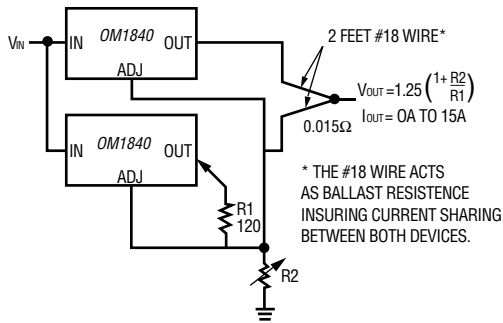 OM1840
VIN
IN
OUT
ADJ
2 FEET #18 WIRE*
VOUT =1.25 (1+ R2/R1)
IOUT= 0A TO 15A
0.015Ω
OM1840
IN
OUT
ADJ
R1
120
* THE #18 WIRE ACTS
AS BALLAST RESISTENCE
INSURING CURRENT SHARING
BETWEEN BOTH DEVICES.
R2